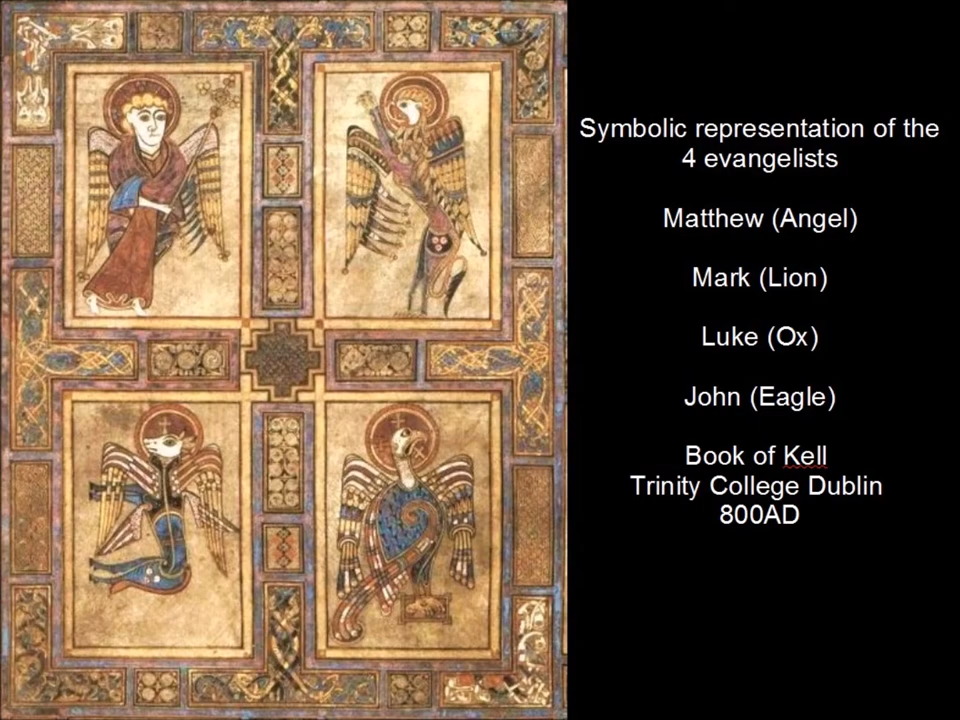 Symbolic representation of the
4 evangelists
Matthew (Angel)
Mark (Lion)
Luke (Ox)
John (Eagle)
Book of Kell
Trinity College Dublin
800AD